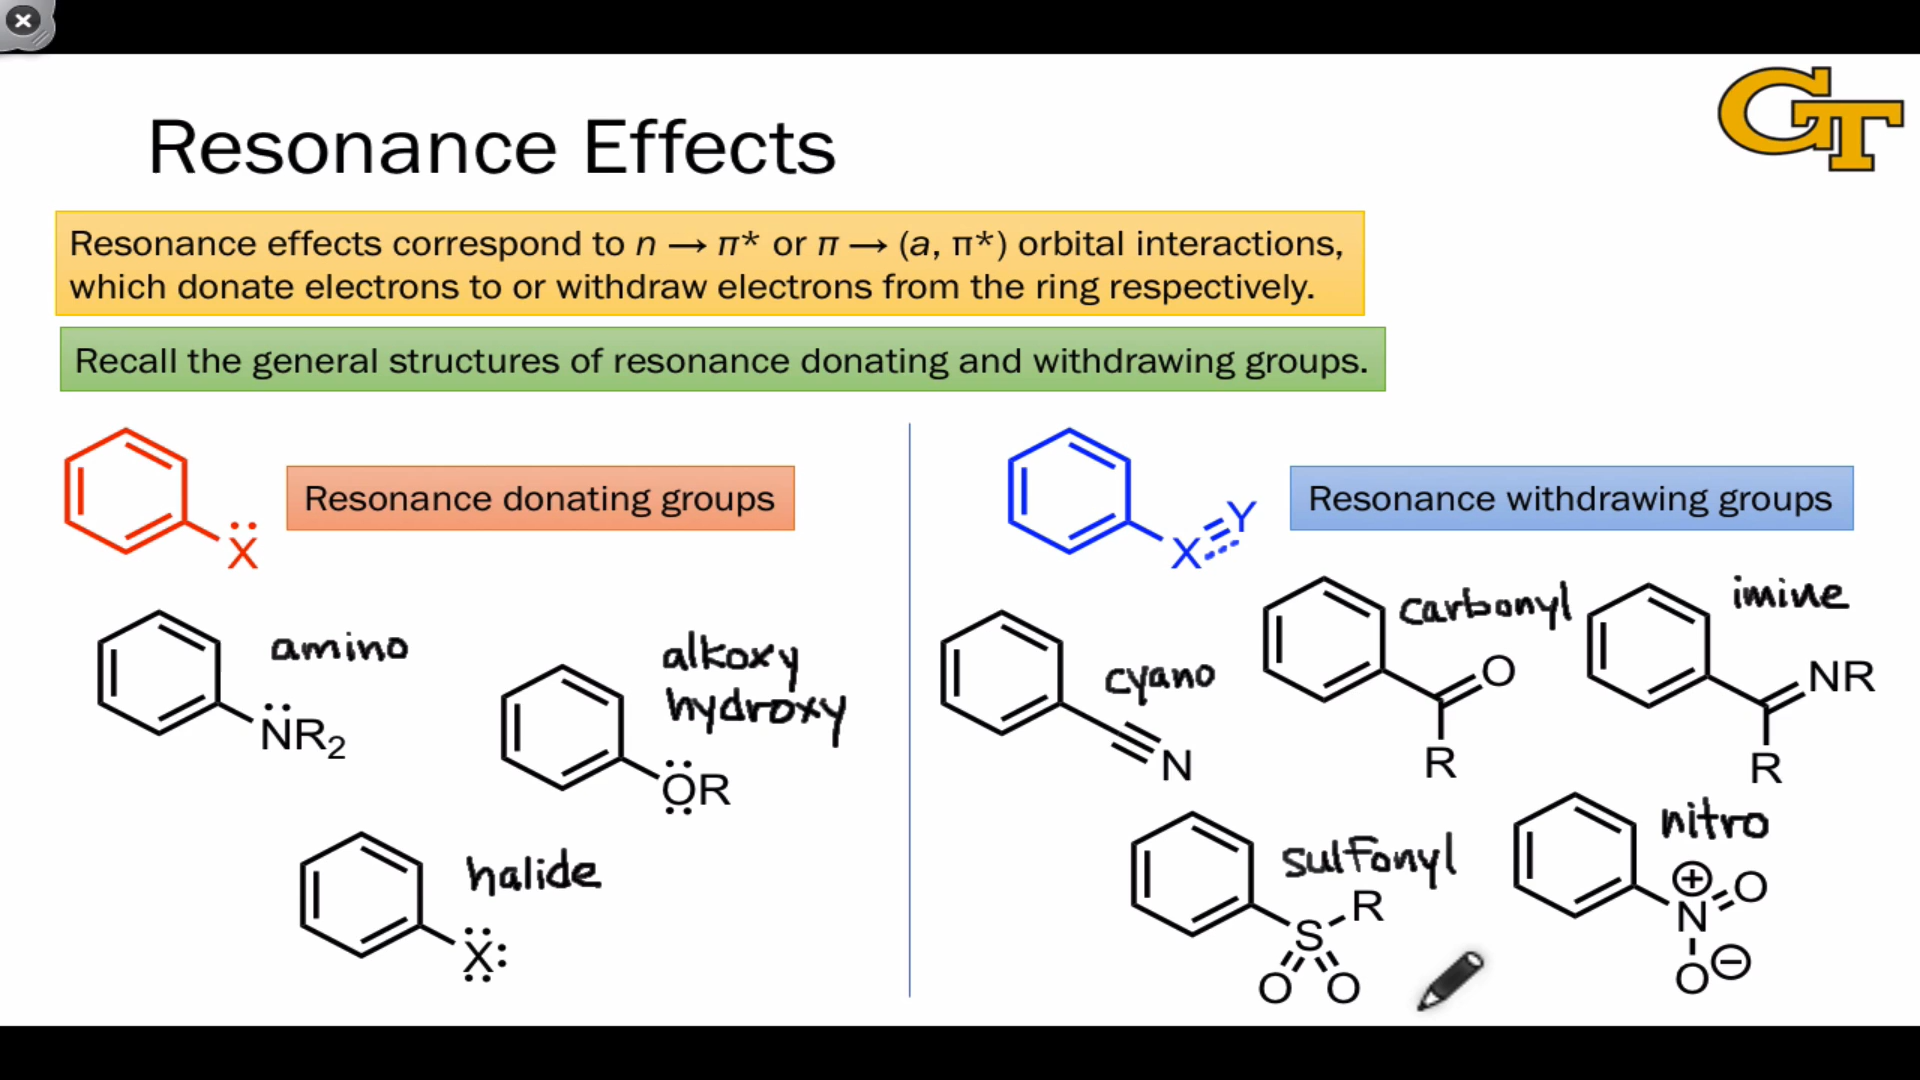 GT
Resonance Effects
Resonance effects correspond to n → π* or π → (a, π*) orbital interactions,
which donate electrons to or withdraw electrons from the ring respectively.
Recall the general structures of resonance donating and withdrawing groups.
Resonance donating groups
X
Resonance withdrawing groups
X Y
amino
NR2
alkoxy
hydroxy
OR
halide
X
cyano
N
carbonyl
O
R
imine
NR
R
sulfonyl
R
S
O O
nitro
⊕
N O
O ⊖